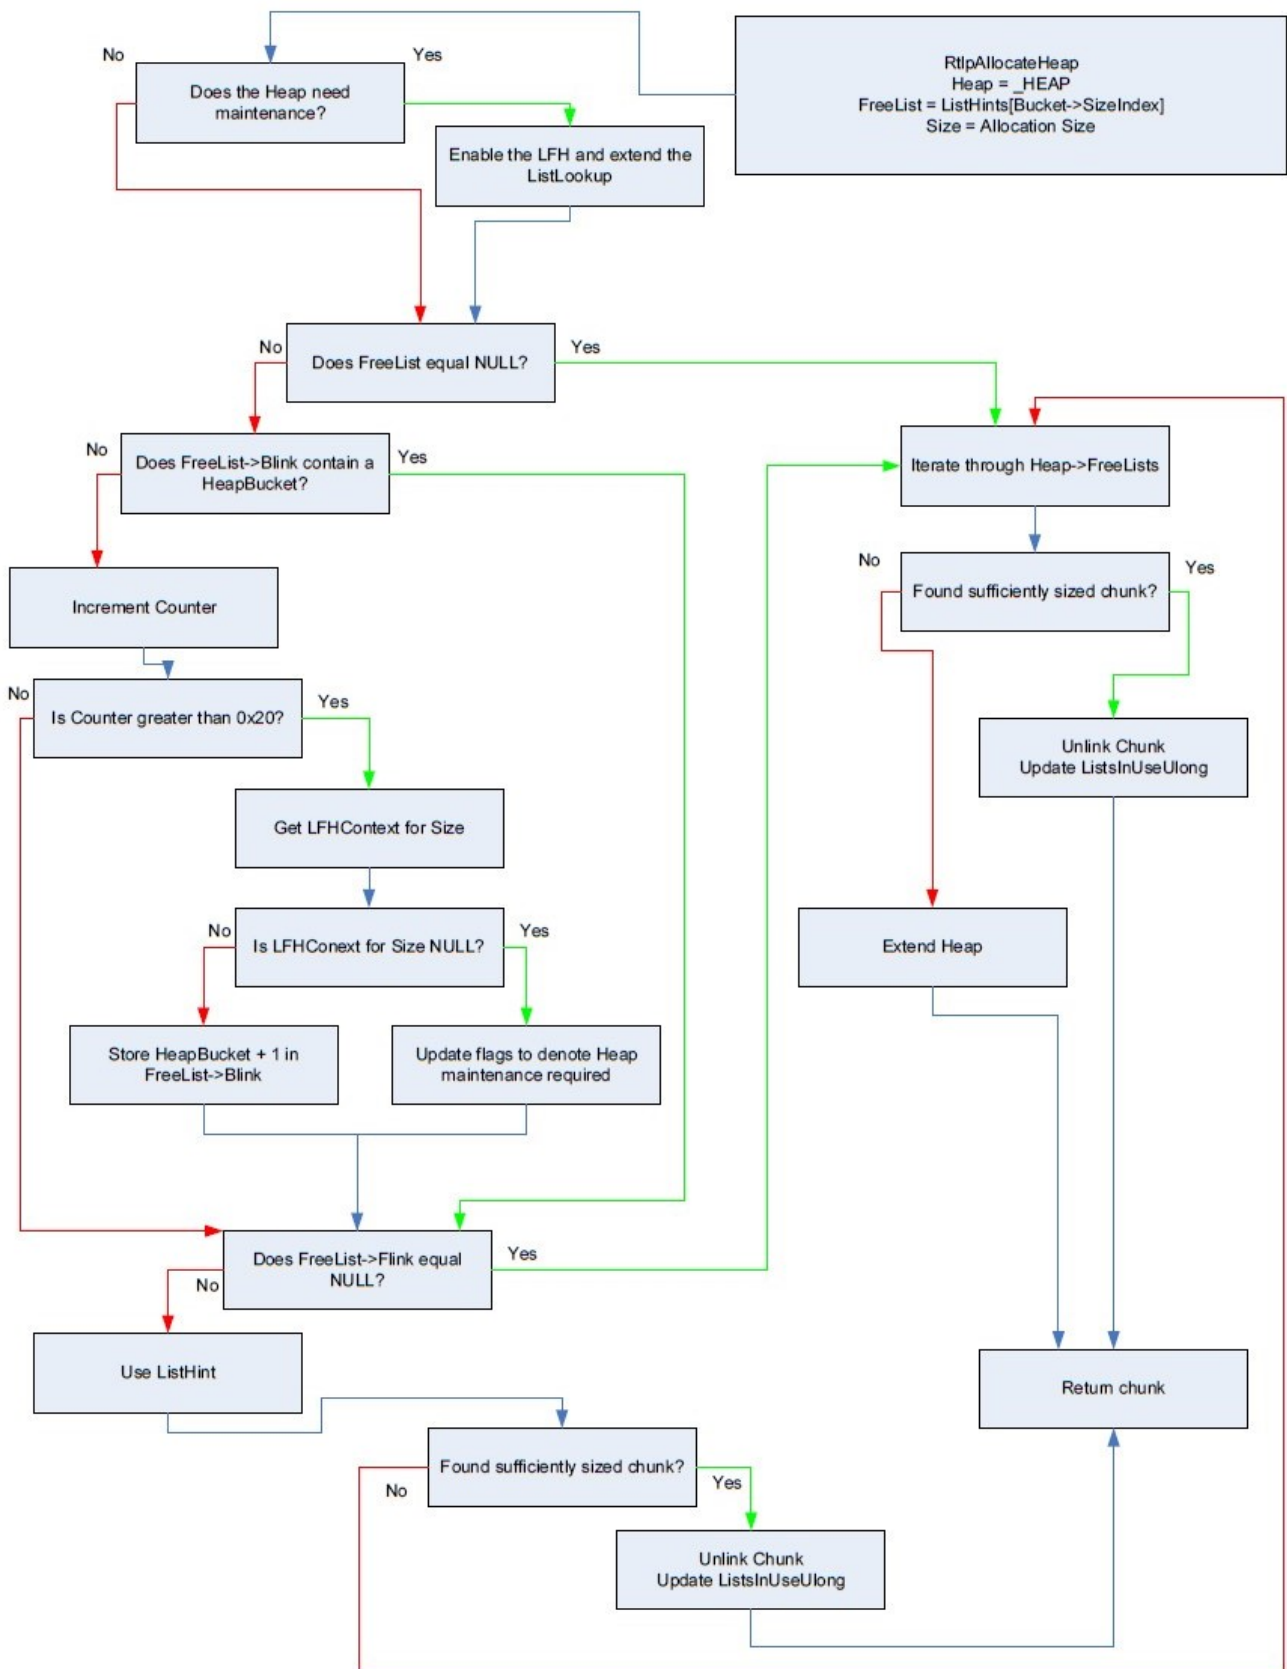 No
Yes
RtlpAllocateHeap
Heap = _HEAP
FreeList = ListHints[Bucket->SizeIndex]
Size = Allocation Size
Does the Heap need
maintenance?
Enable the LFH and extend the
ListLookup
No
Yes
Does FreeList equal NULL?
No
Yes
Does FreeList->Blink contain a
HeapBucket?
Iterate through Heap->FreeLists
No
Yes
Found sufficiently sized chunk?
Increment Counter
No
Yes
Is Counter greater than 0x20?
Unlink Chunk
Update ListsInUseUlong
Get LFHContext for Size
No
Yes
Is LFHConext for Size NULL?
Extend Heap
Store HeapBucket + 1 in
FreeList->Blink
Update flags to denote Heap
maintenance required
Does FreeList->Flink equal
NULL?
Yes
No
Use ListHint
Return chunk
Found sufficiently sized chunk?
No
Yes
Unlink Chunk
Update ListsInUseUlong